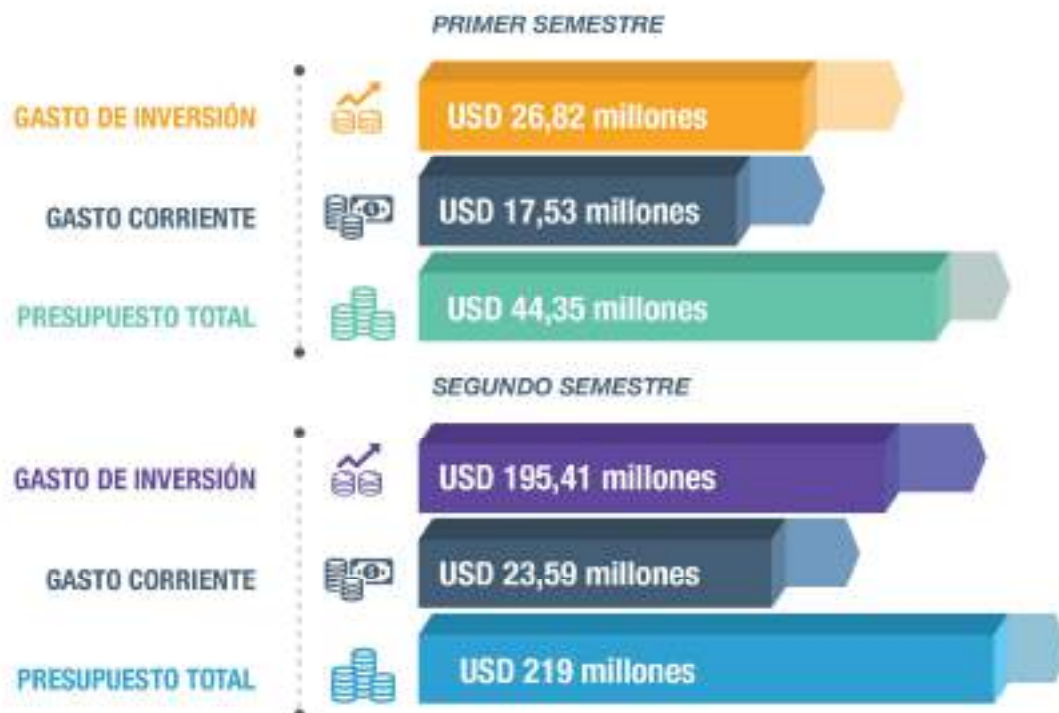 PRIMER SEMESTRE
GASTO DE INVERSIÓN
USD 26,82 millones
GASTO CORRIENTE
USD 17,53 millones
PRESUPUESTO TOTAL
USD 44,35 millones
SEGUNDO SEMESTRE
GASTO DE INVERSIÓN
USD 195,41 millones
GASTO CORRIENTE
USD 23,59 millones
PRESUPUESTO TOTAL
USD 219 millones